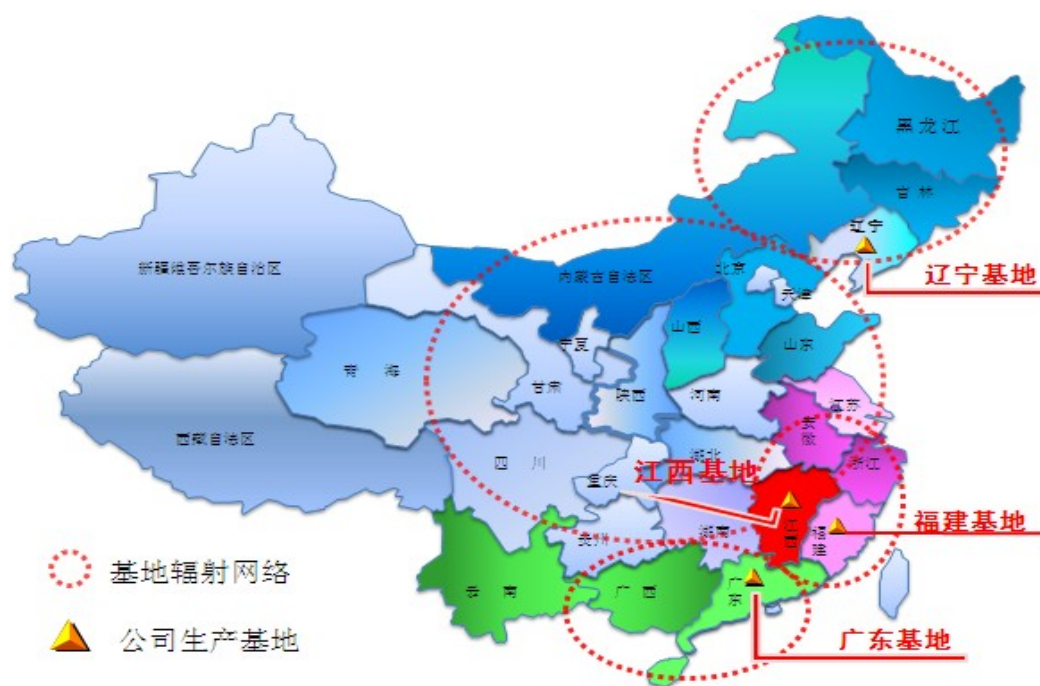 黑龙江
吉林
辽宁
辽宁基地
新疆维吾尔族自治区
内蒙古自治区
北京
天津
山西
山东
宁夏
青 海
甘肃
陕西
河南
江苏
安徽
西藏自治区
四 川
湖北
江西基地
浙江
重庆
湖南
江西
福建
福建基地
贵州
基地辐射网络
云 南
广西
广东
公司生产基地
广东基地